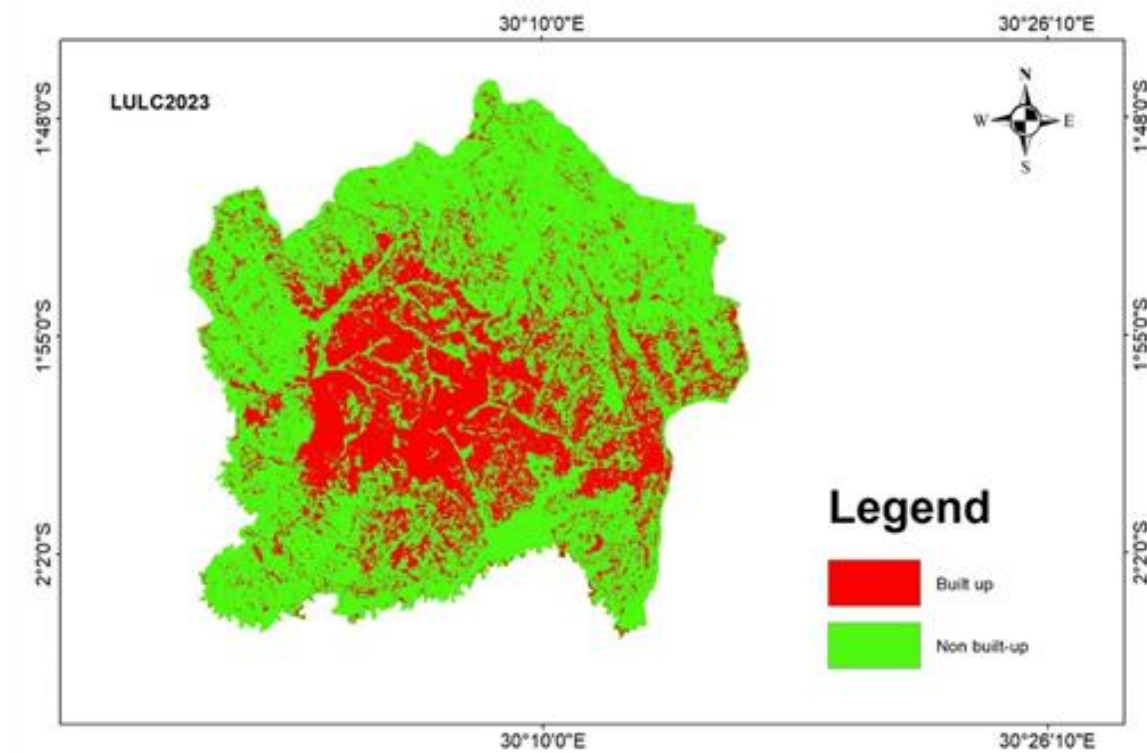 30°10'0"E
30°26'10"E
LULC2023
N
W
E
S
1°48'0"S
1°48'0"S
1°55'0"S
1°55'0"S
2°2'0"S
2°2'0"S
Legend
Built up
Non built-up
30°10'0"E
30°26'10"E